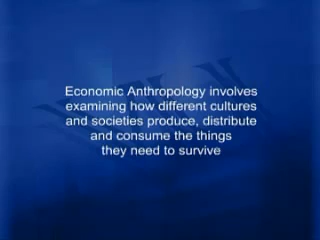 Economic Anthropology involves
examining how different cultures
and societies produce, distribute
and consume the things
they need to survive